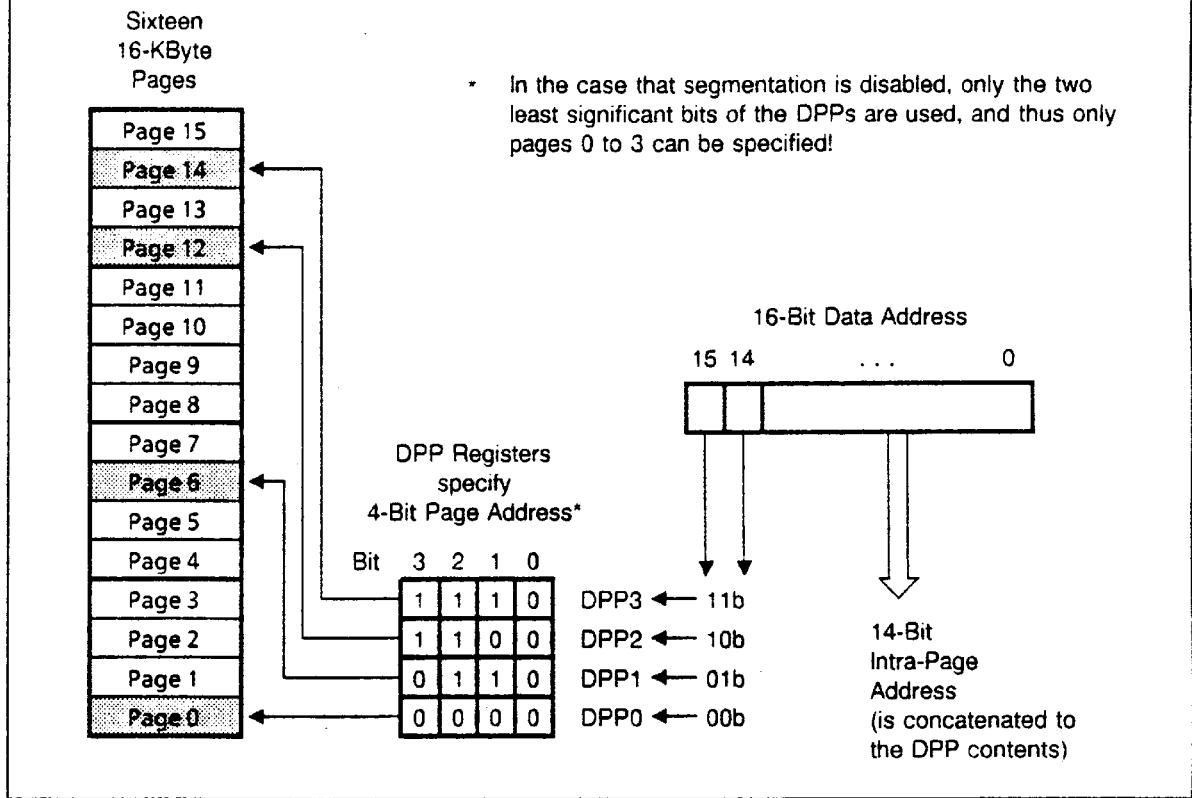 Sixteen
16-KByte
Pages
* In the case that segmentation is disabled, only the two
least significant bits of the DPPs are used, and thus only
pages 0 to 3 can be specified!
Page 15
Page 14
Page 13
Page 12
Page 11
Page 10
Page 9
Page 8
Page 7
Page 6
Page 5
Page 4
Page 3
Page 2
Page 1
Page 0
16-Bit Data Address
15 14 ... 0
DPP Registers
specify
4-Bit Page Address*
Bit 3 2 1 0
1 1 1 0 DPP3 11b
1 1 0 0 DPP2 10b
0 1 1 0 DPP1 01b
0 0 0 0 DPP0 00b
14-Bit
Intra-Page
Address
(is concatenated to
the DPP contents)